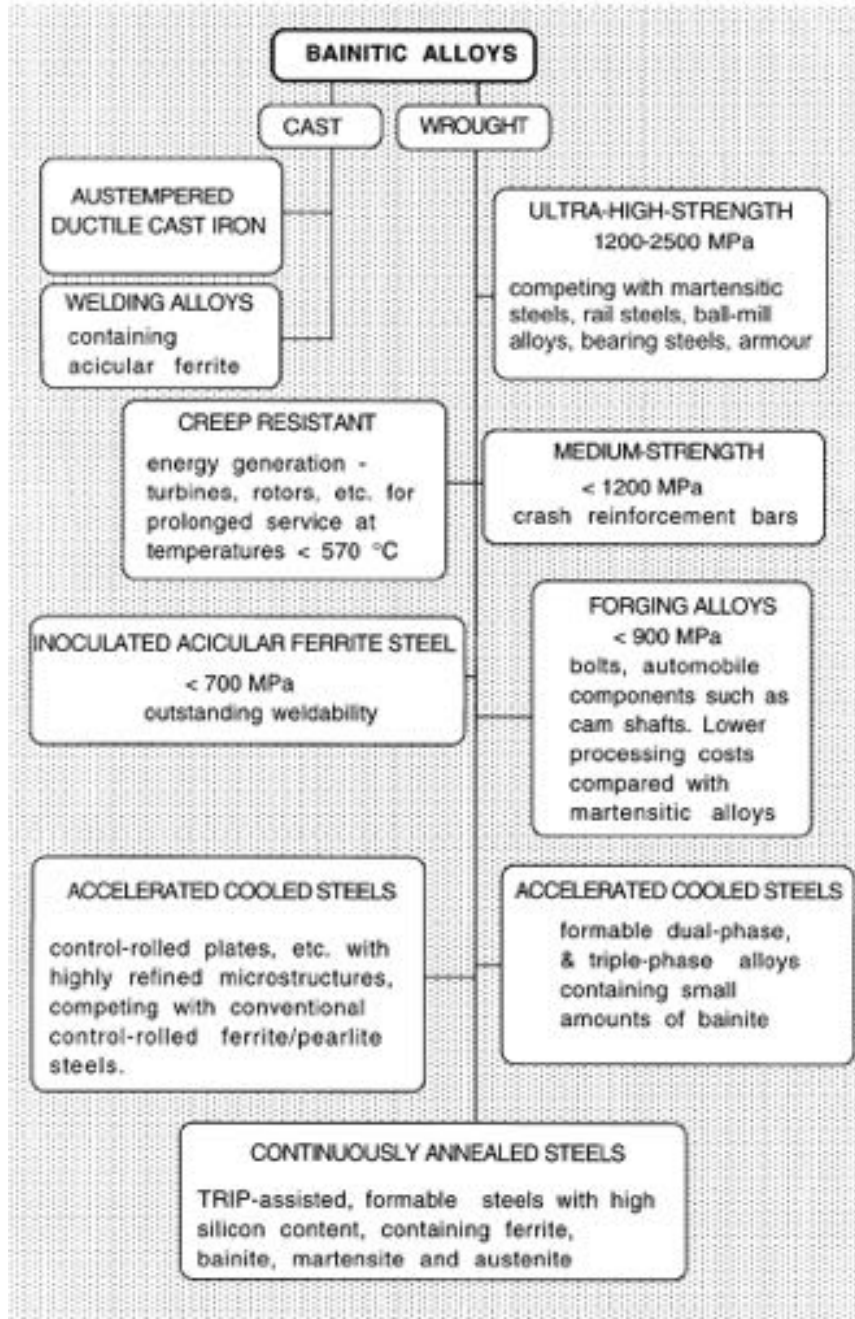 BAINITIC ALLOYS
CAST
WROUGHT
AUSTEMPERED
DUCTILE CAST IRON
ULTRA-HIGH-STRENGTH
1200-2500 MPa
competing with martensitic
steels, rail steels, ball-mill
alloys, bearing steels, armour
WELDING ALLOYS
containing
acicular ferrite
CREEP RESISTANT
energy generation -
turbines, rotors, etc. for
prolonged service at
temperatures < 570 °C
MEDIUM-STRENGTH
< 1200 MPa
crash reinforcement bars
INOCULATED ACICULAR FERRITE STEEL
< 700 MPa
outstanding weldability
FORGING ALLOYS
< 900 MPa
bolts, automobile
components such as
cam shafts. Lower
processing costs
compared with
martensitic alloys
ACCELERATED COOLED STEELS
control-rolled plates, etc. with
highly refined microstructures,
competing with conventional
control-rolled ferrite/pearlite
steels.
ACCELERATED COOLED STEELS
formable dual-phase,
& triple-phase alloys
containing small
amounts of bainite
CONTINUOUSLY ANNEALED STEELS
TRIP-assisted, formable steels with high
silicon content, containing ferrite,
bainite, martensite and austenite